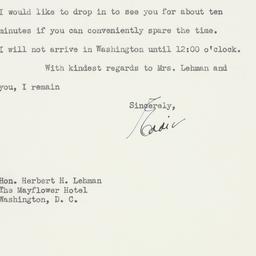 I would like to drop in to see you for about ten
minutes if you can conveniently spare the time.
I will not arrive in Washington until 12:00 o'clock.
With kindest regards to Mrs. Lehman and
you, I remain
Sincerely,
Eddie
Hon. Herbert H. Lehman
The Mayflower Hotel
Washington, D. C.